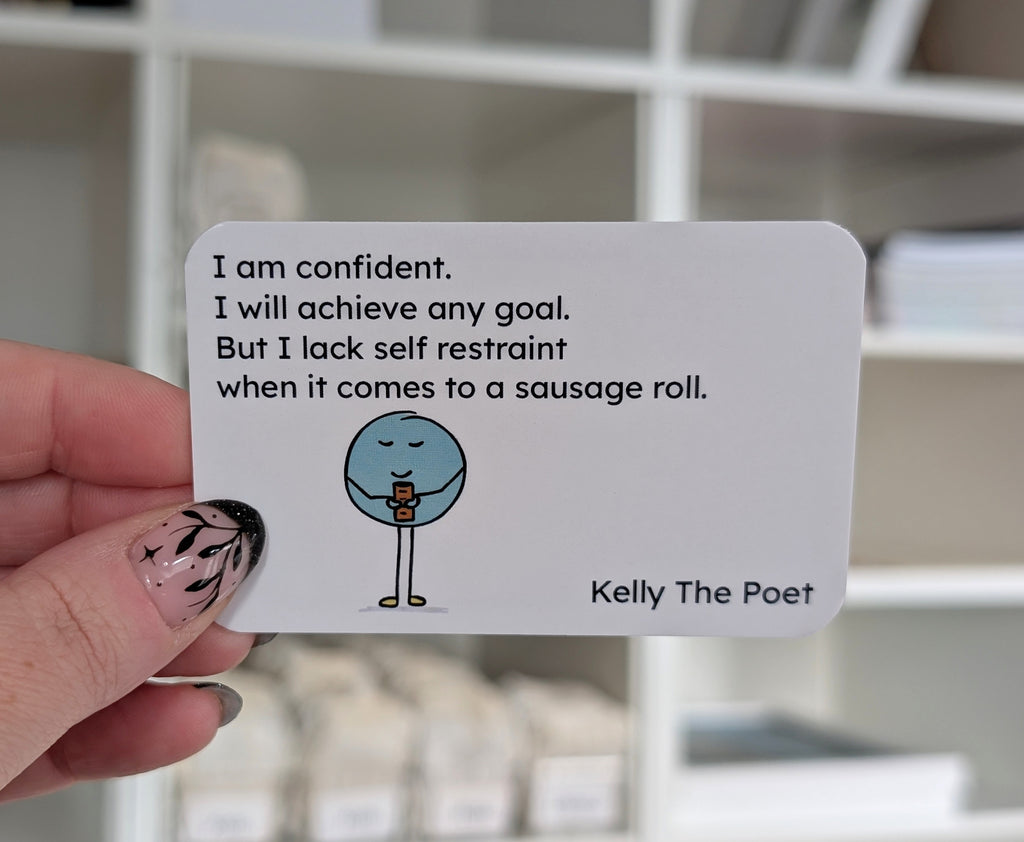 I am confident.
I will achieve any goal.
But I lack self restraint
when it comes to a sausage roll.
Kelly The Poet